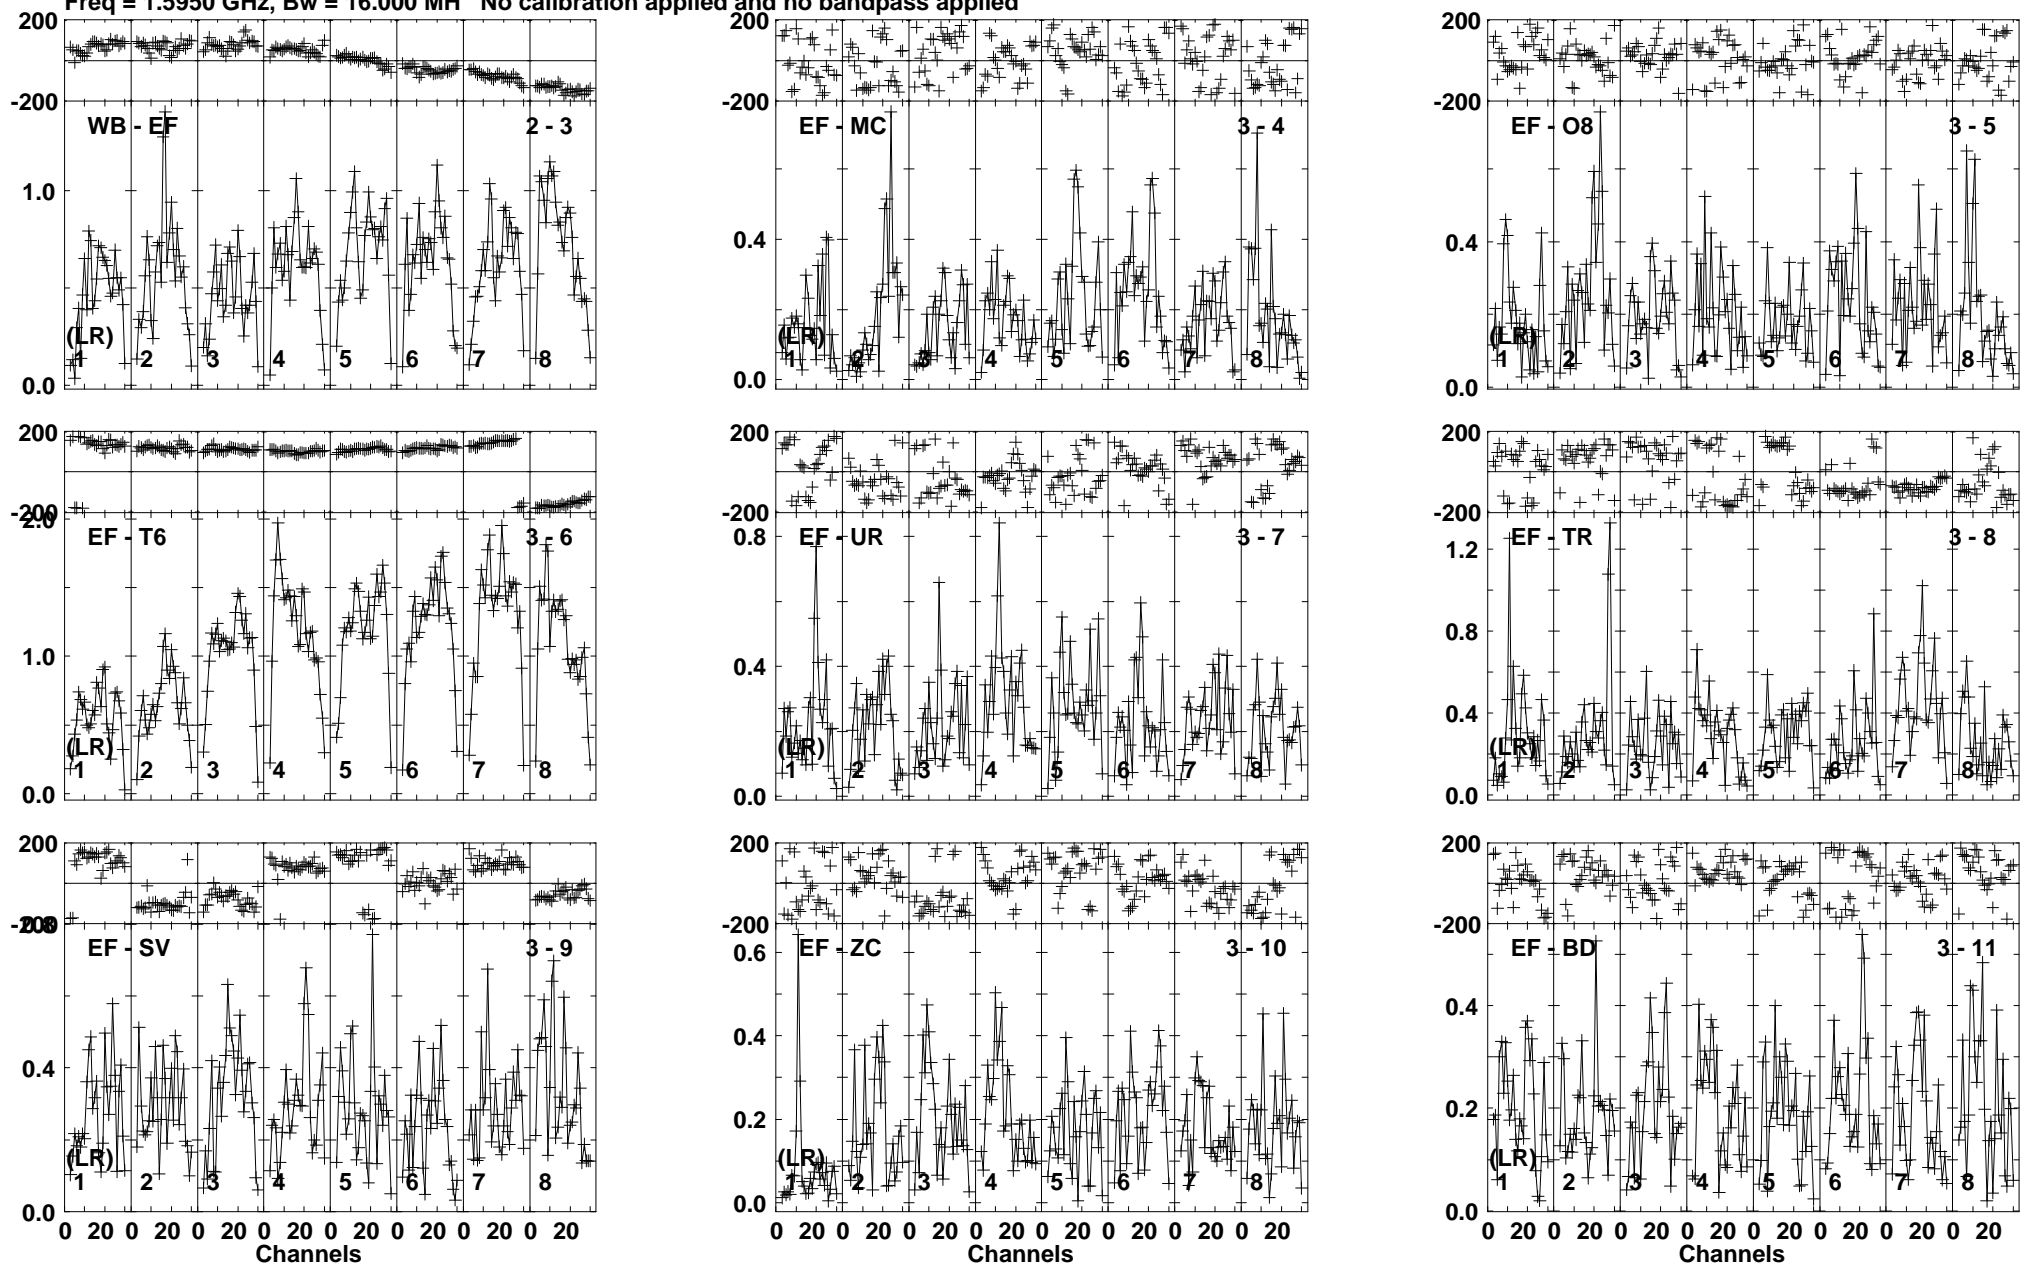 Freq = 1.5950 GHz, Bw = 16.000 MH No calibration applied and no bandpass applied
200 200 200
-200 -200 -200
WB - EF 2 - 3 EF - MC 3 - 4 EF - O8 3 - 5
1.0 0.4 0.4
(LR) (LR) (LR)
1 2 3 4 5 6 7 8 1 2 3 4 5 6 7 8 1 2 3 4 5 6 7 8
0.0 0.0 0.0
200 200 200
-200 -200 -200
2.0
EF - T6 3 - 6 EF - UR 3 - 7 EF - TR 3 - 8
0.8 1.2
1.0 0.4 0.8
0.4
(LR) (LR) (LR)
1 2 3 4 5 6 7 8 1 2 3 4 5 6 7 8 1 2 3 4 5 6 7 8
0.0 0.0 0.0
200 200 200
-200 -200 -200
0.8
EF - SV 3 - 9 EF - ZC 3 - 10 EF - BD 3 - 11
0.6
0.4 0.4 0.4
0.2 0.2
(LR) (LR) (LR)
1 2 3 4 5 6 7 8 1 2 3 4 5 6 7 8 1 2 3 4 5 6 7 8
0.0 0.0 0.0
0 20 0 20 0 20 0 20 0 20 0 20 0 20 0 20 0 20 0 20 0 20 0 20 0 20 0 20 0 20 0 20 0 20 0 20 0 20 0 20 0 20 0 20 0 20 0 20
Channels Channels Channels